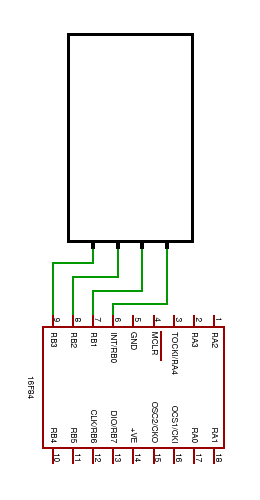 9
8
7
6
5
4
3
2
1
RB3
RB2
RB1
INT/RB0
GND
MCLR
TOCKI/RA4
RA3
RA2
16F84
RB4
RB5
CLK/RB6
DIO/RB7
+VE
OSC2/CKO
OCS1/CKI
RA0
RA1
10
11
12
13
14
15
16
17
18